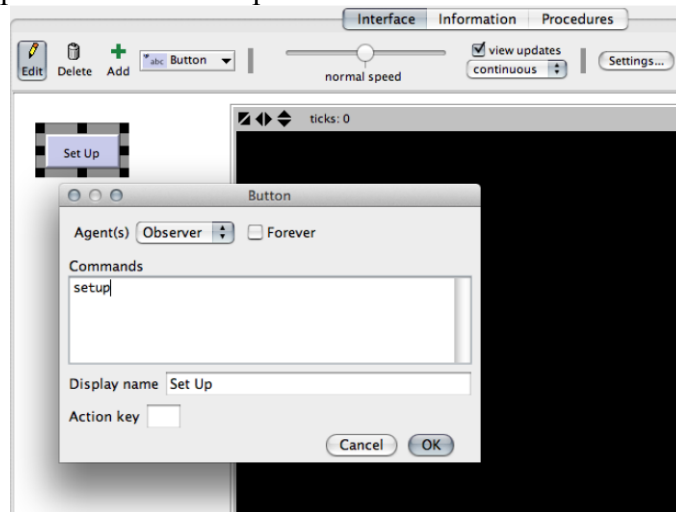 Interface Information Procedures
Edit Delete Add abc Button normal speed view updates continuous Settings...
ticks: 0
Set Up
Button
Agent(s) Observer Forever
Commands
setup
Display name Set Up
Action key
Cancel OK